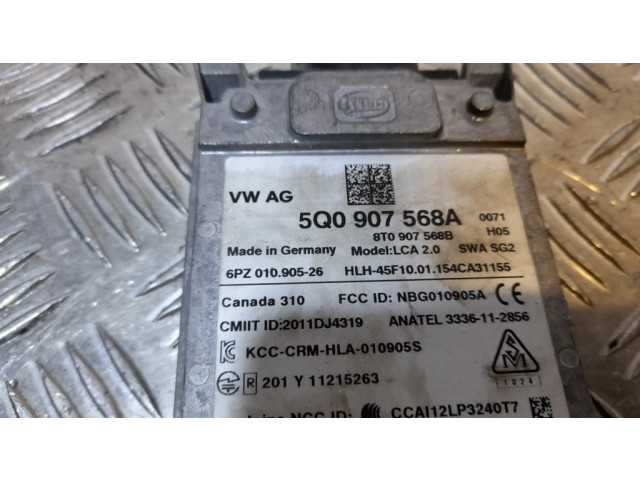 HELLA
VW AG
5Q0 907 568A 0071
8T0 907 568B H05
Made in Germany Model:LCA 2.0 SWA SG2
6PZ 010.905-26 HLH-45F10.01.154CA31155
Canada 310 FCC ID: NBG010905A CE
CMIIT ID:2011DJ4319 ANATEL 3336-11-2856
KCC-CRM-HLA-010905S
R 201 Y 11215263
1024
NCC ID: CCAI12LP3240T7